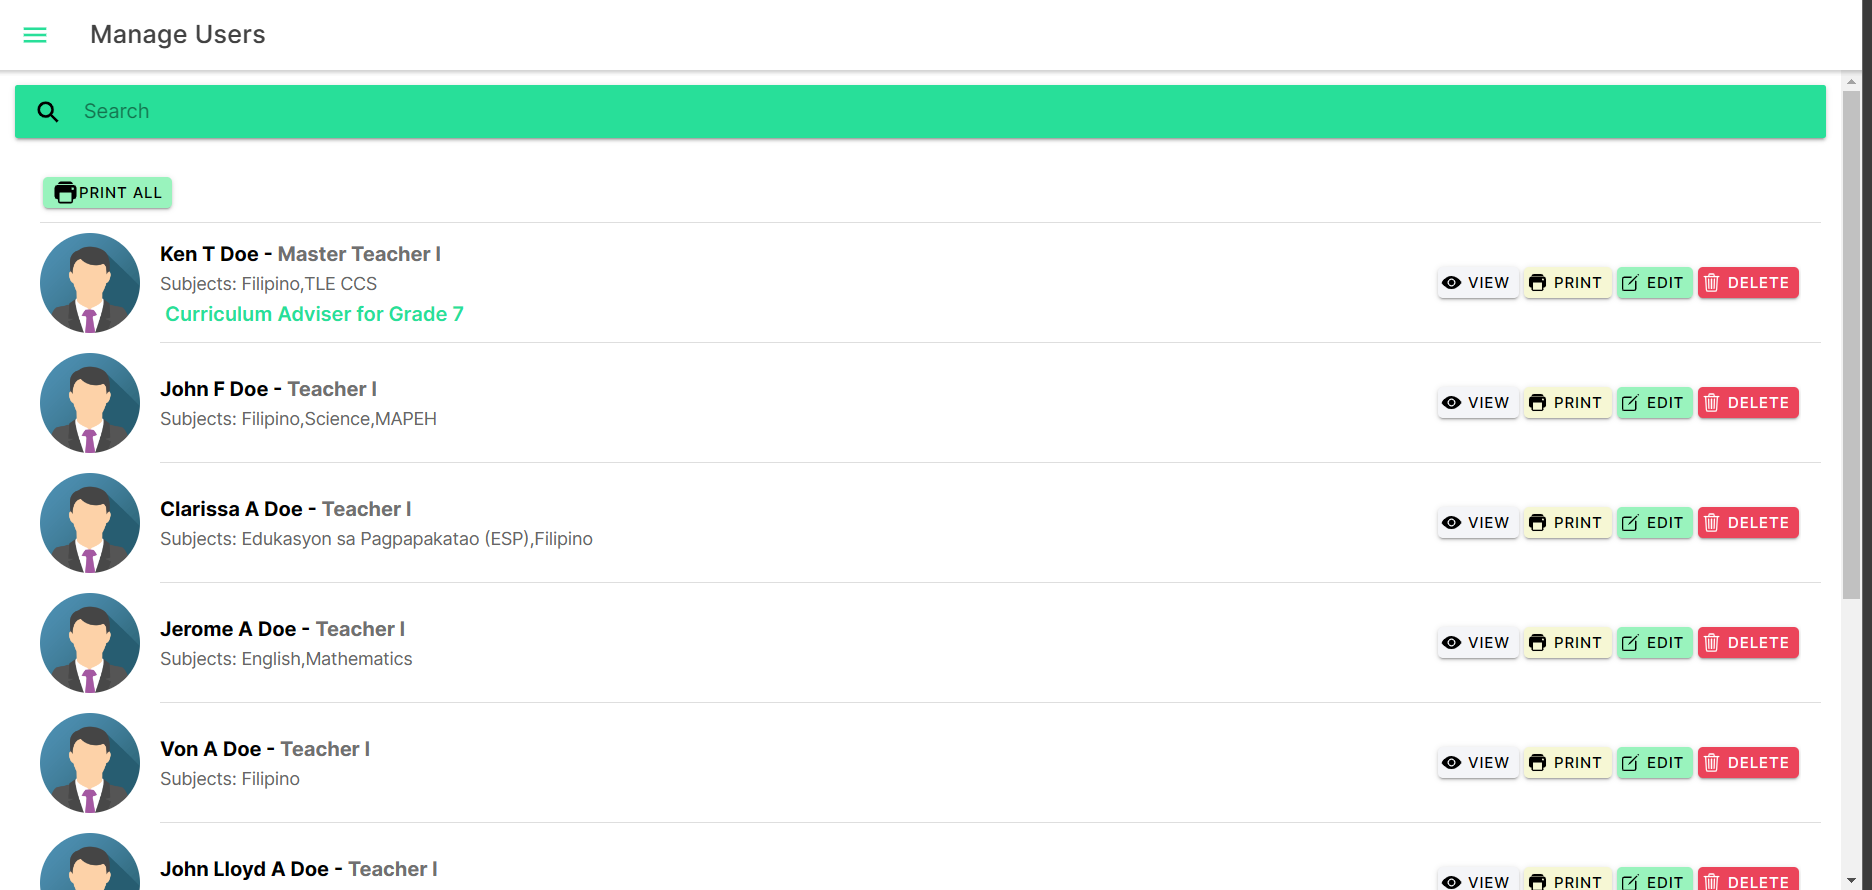 Manage Users
Search
PRINT ALL
Ken T Doe - Master Teacher I
Subjects: Filipino,TLE CCS
Curriculum Adviser for Grade 7
VIEW PRINT EDIT DELETE
John F Doe - Teacher I
Subjects: Filipino,Science,MAPEH
VIEW PRINT EDIT DELETE
Clarissa A Doe - Teacher I
Subjects: Edukasyon sa Pagpapakatao (ESP),Filipino
VIEW PRINT EDIT DELETE
Jerome A Doe - Teacher I
Subjects: English,Mathematics
VIEW PRINT EDIT DELETE
Von A Doe - Teacher I
Subjects: Filipino
VIEW PRINT EDIT DELETE
John Lloyd A Doe - Teacher I
VIEW PRINT EDIT DELETE